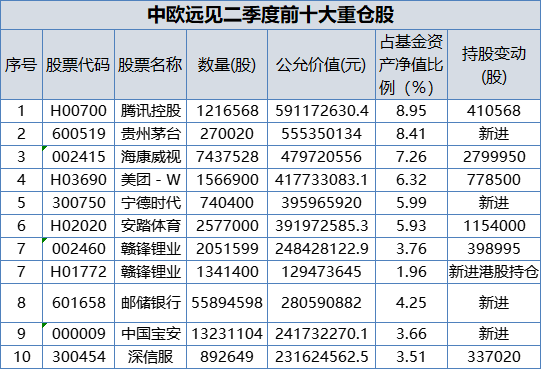 中欧远见二季度前十大重仓股
序号 股票代码 股票名称 数量(股) 公允价值(元) 占基金资产净值比例（%） 持股变动(股)
1 H00700 腾讯控股 1216568 591172630.4 8.95 410568
2 600519 贵州茅台 270020 555350134 8.41 新进
3 002415 海康威视 7437528 479720556 7.26 2799950
4 H03690 美团－W 1566900 417733083.1 6.32 778500
5 300750 宁德时代 740400 395965920 5.99 新进
6 H02020 安踏体育 2577000 391972585.3 5.93 1154000
7 002460 赣锋锂业 2051599 248428122.9 3.76 398995
7 H01772 赣锋锂业 1341400 129473645 1.96 新进港股持仓
8 601658 邮储银行 55894598 280590882 4.25 新进
9 000009 中国宝安 13231104 241732270.1 3.66 新进
10 300454 深信服 892649 231624562.5 3.51 337020